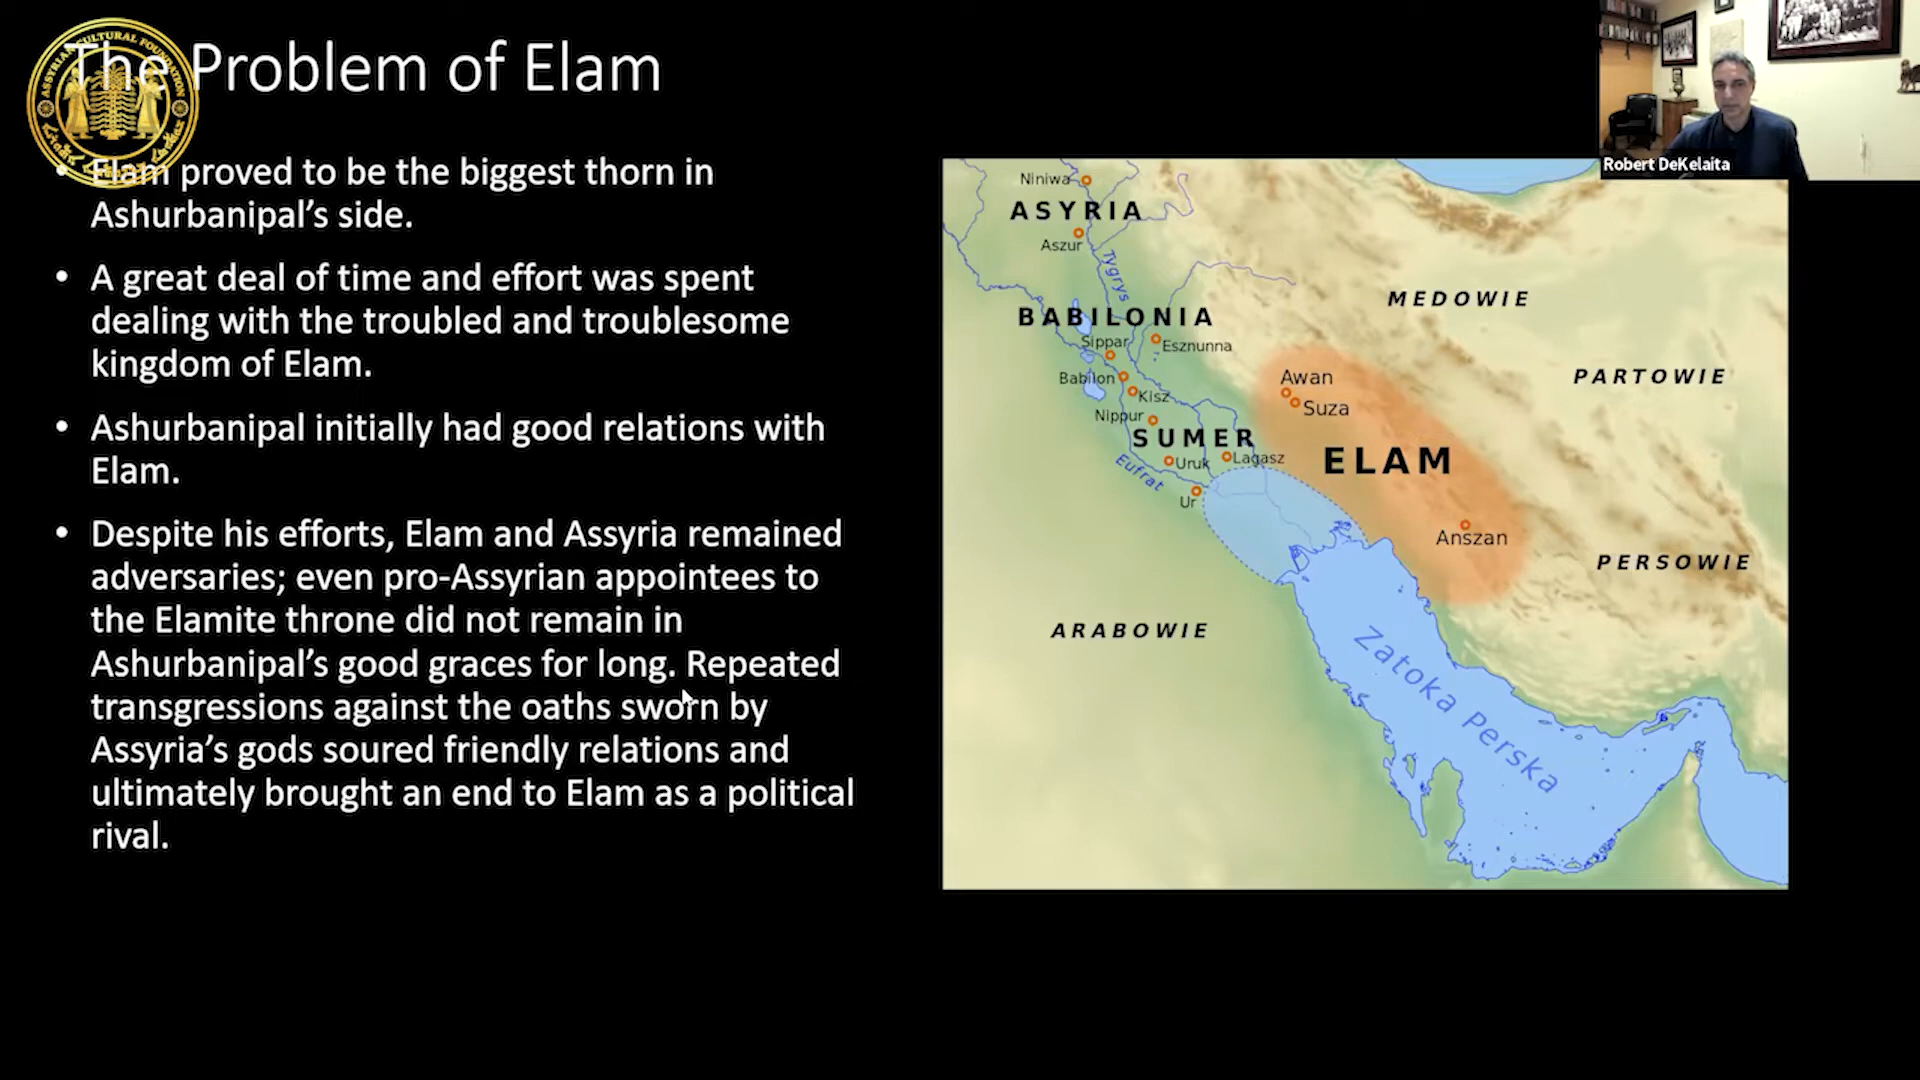 The Problem of Elam
• Elam proved to be the biggest thorn in
Ashurbanipal’s side.
• A great deal of time and effort was spent
dealing with the troubled and troublesome
kingdom of Elam.
• Ashurbanipal initially had good relations with
Elam.
• Despite his efforts, Elam and Assyria remained
adversaries; even pro-Assyrian appointees to
the Elamite throne did not remain in
Ashurbanipal’s good graces for long. Repeated
transgressions against the oaths sworn by
Assyria’s gods soured friendly relations and
ultimately brought an end to Elam as a political
rival.
ASSYRIAN CULTURAL FOUNDATION
Robert DeKelaita
Niniwa
ASYRIA
Aszur
Tygrys
MEDOWIE
BABILONIA
Sippar
Esznunna
Babilon
Kisz
Nippur
SUMER
Uruk
Lagasz
Eufrat
Ur
Awan
Suza
ELAM
Anszan
PARTOWIE
PERSOWIE
ARABOWIE
Zatoka Perska